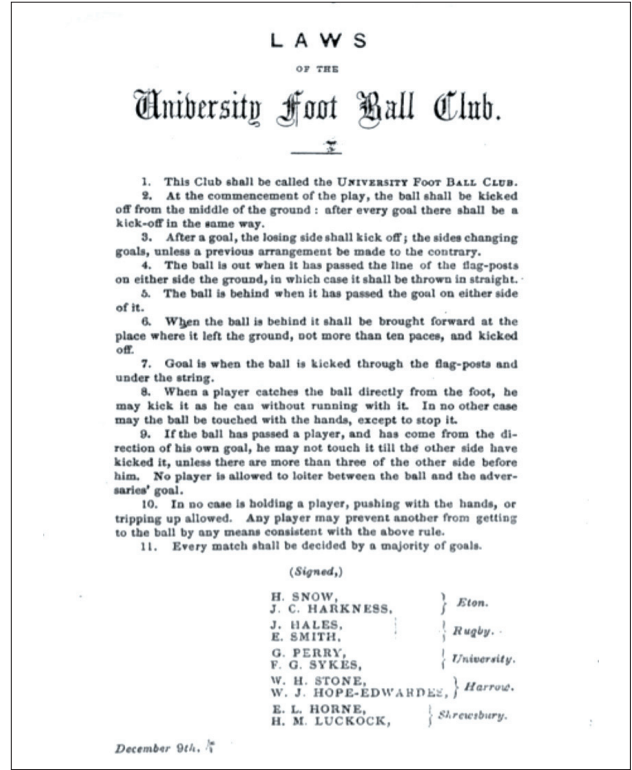 LAWS
OF THE
University Foot Ball Club.
1. This Club shall be called the UNIVERSITY FOOT BALL CLUB.
2. At the commencement of the play, the ball shall be kicked
off from the middle of the ground : after every goal there shall be a
kick-off in the same way.
3. After a goal, the losing side shall kick off; the sides changing
goals, unless a previous arrangement be made to the contrary.
4. The ball is out when it has passed the line of the flag-posts
on either side the ground, in which case it shall be thrown in straight.
5. The ball is behind when it has passed the goal on either side
of it.
6. When the ball is behind it shall be brought forward at the
place where it left the ground, not more than ten paces, and kicked
off.
7. Goal is when the ball is kicked through the flag-posts and
under the string.
8. When a player catches the ball directly from the foot, he
may kick it as he can without running with it. In no other case
may the ball be touched with the hands, except to stop it.
9. If the ball has passed a player, and has come from the di-
rection of his own goal, he may not touch it till the other side have
kicked it, unless there are more than three of the other side before
him. No player is allowed to loiter between the ball and the adver-
saries' goal.
10. In no case is holding a player, pushing with the hands, or
tripping up allowed. Any player may prevent another from getting
to the ball by any means consistent with the above rule.
11. Every match shall be decided by a majority of goals.
(Signed,)
H. SNOW,
J. C. HARKNESS, } Eton.
J. HALES,
E. SMITH, } Rugby.
G. PERRY,
F. G. SYKES, } University.
W. H. STONE,
W. J. HOPE-EDWARDES, } Harrow.
E. L. HORNE,
H. M. LUCKOCK, } Shrewsbury.
December 9th,